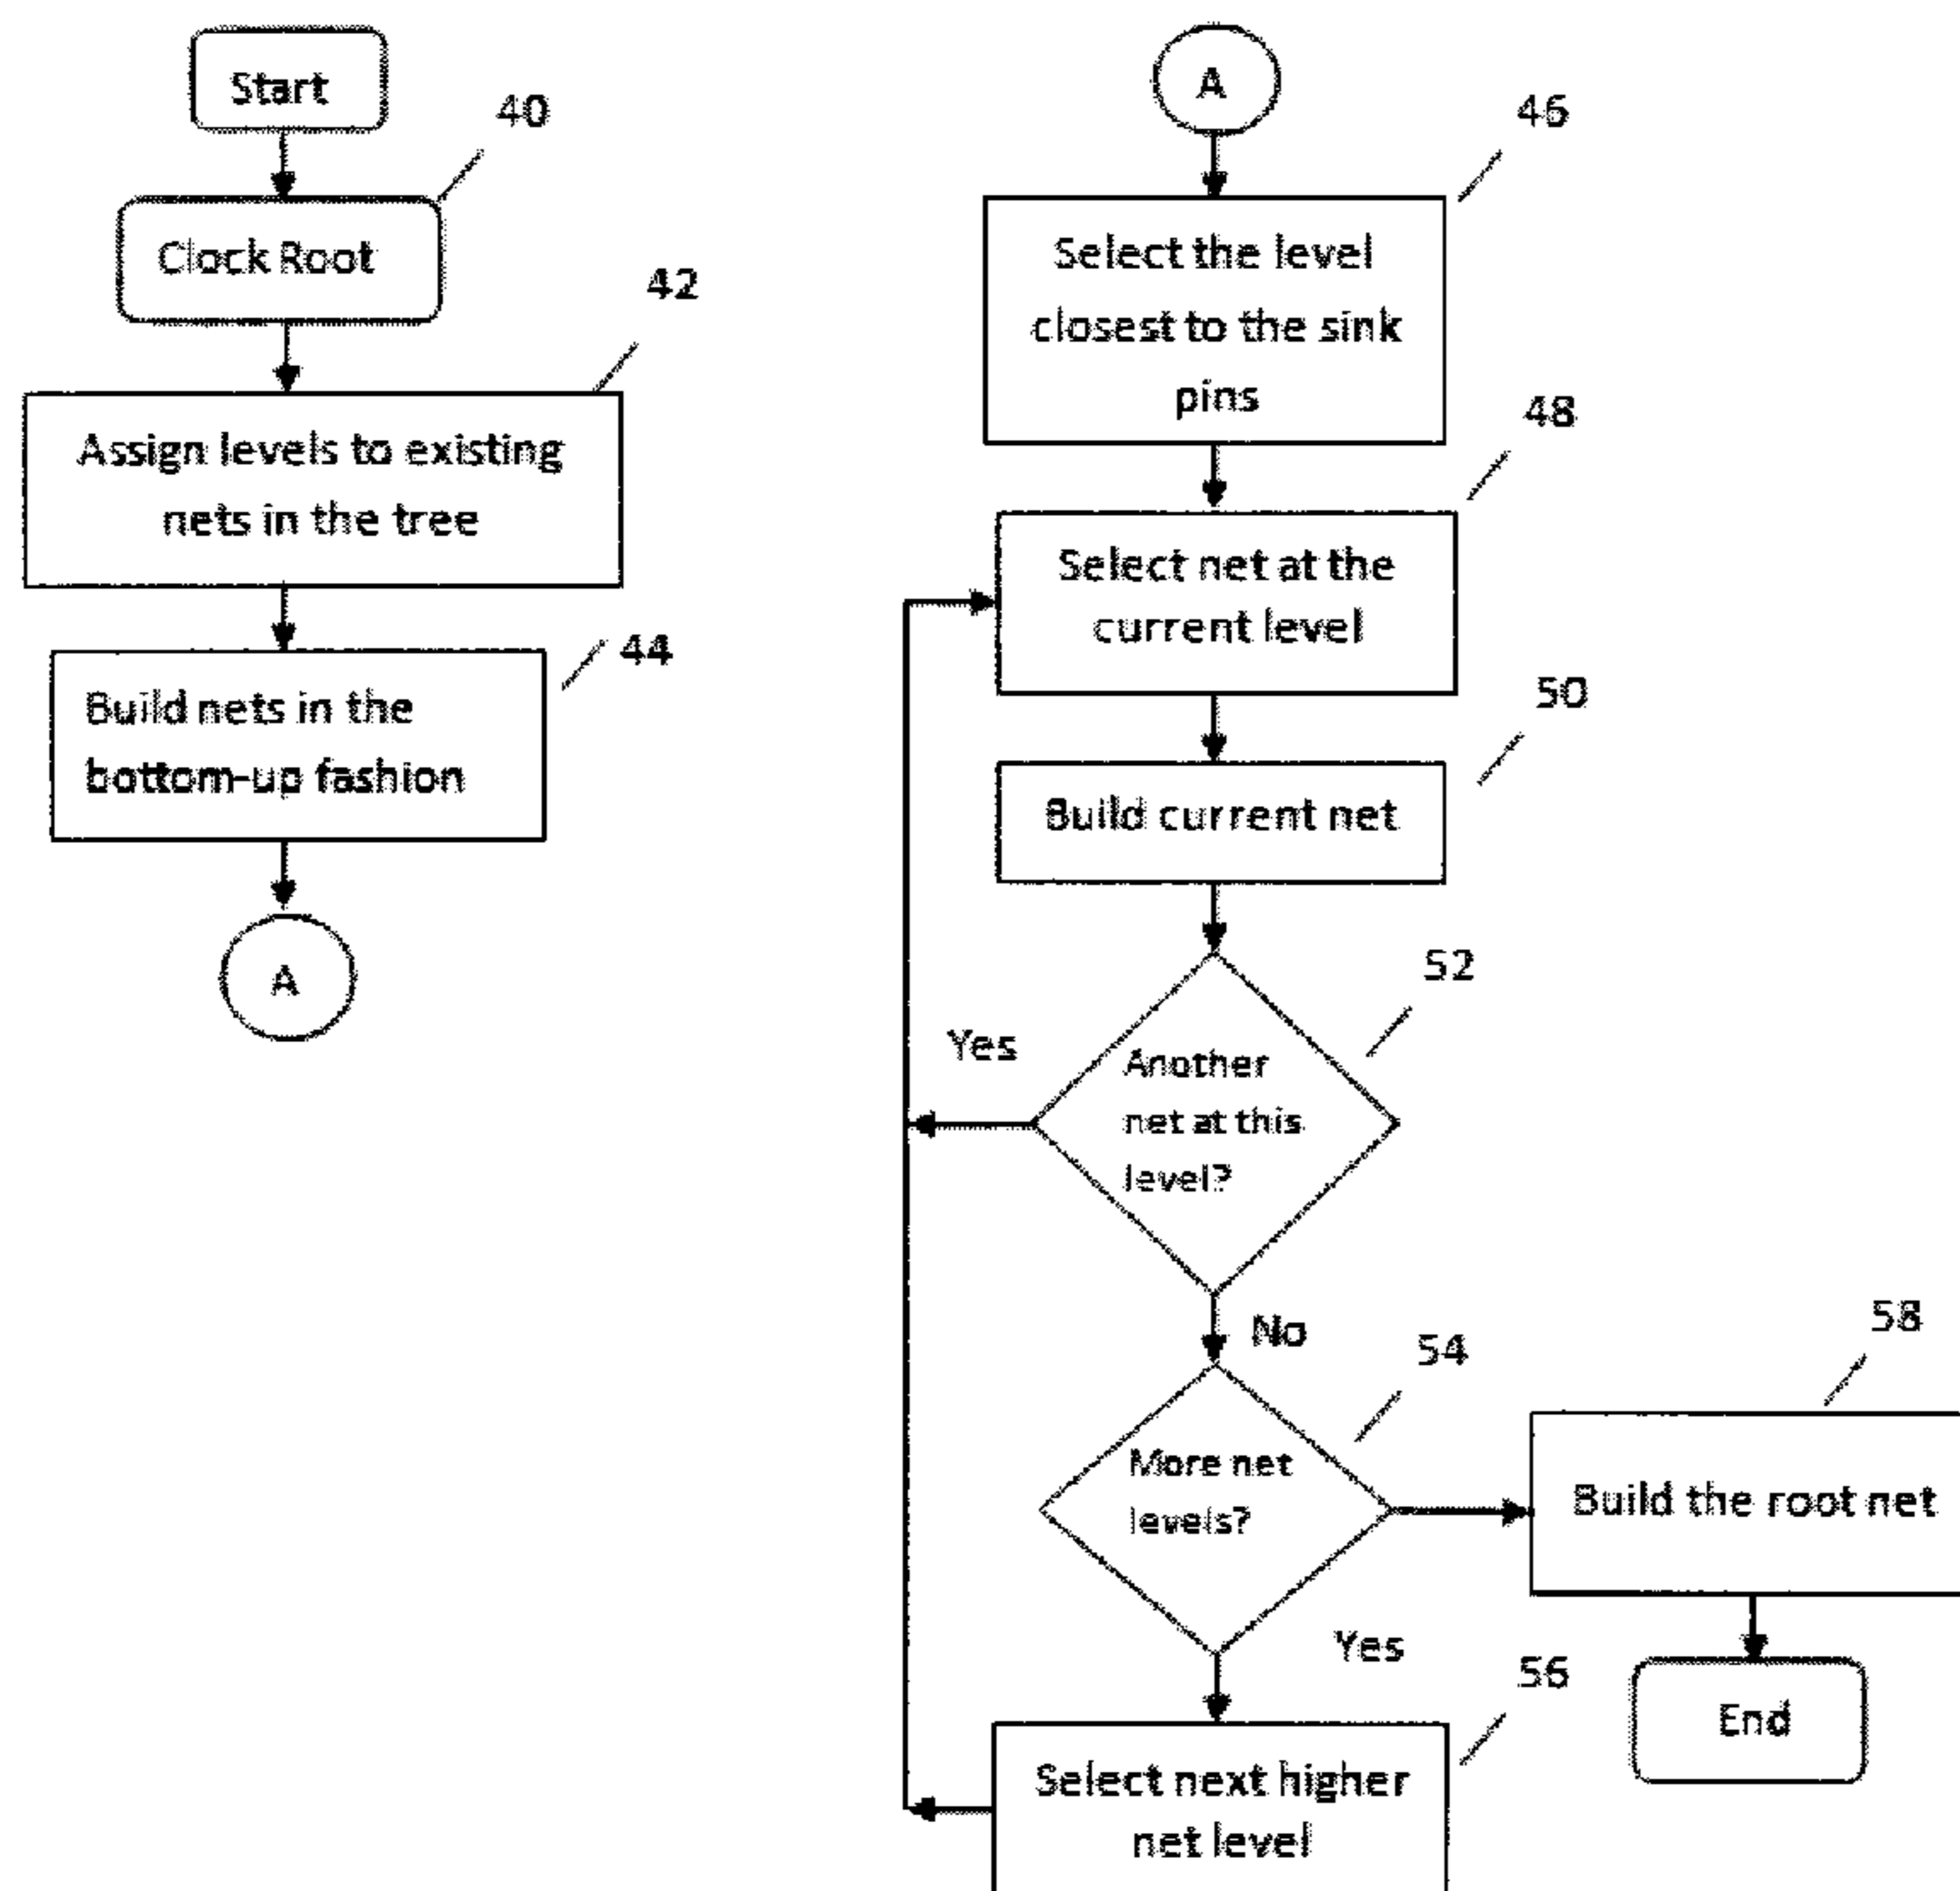 Start
40
Clock Root
42
Assign levels to existing
nets in the tree
44
Build nets in the
bottom-up fashion
A
A
46
Select the level
closest to the sink
pins
48
Select net at the
current level
50
Build current net
52
Yes
Another
net at this
level?
No
54
58
More net
levels?
Build the root net
Yes
56
End
Select next higher
net level